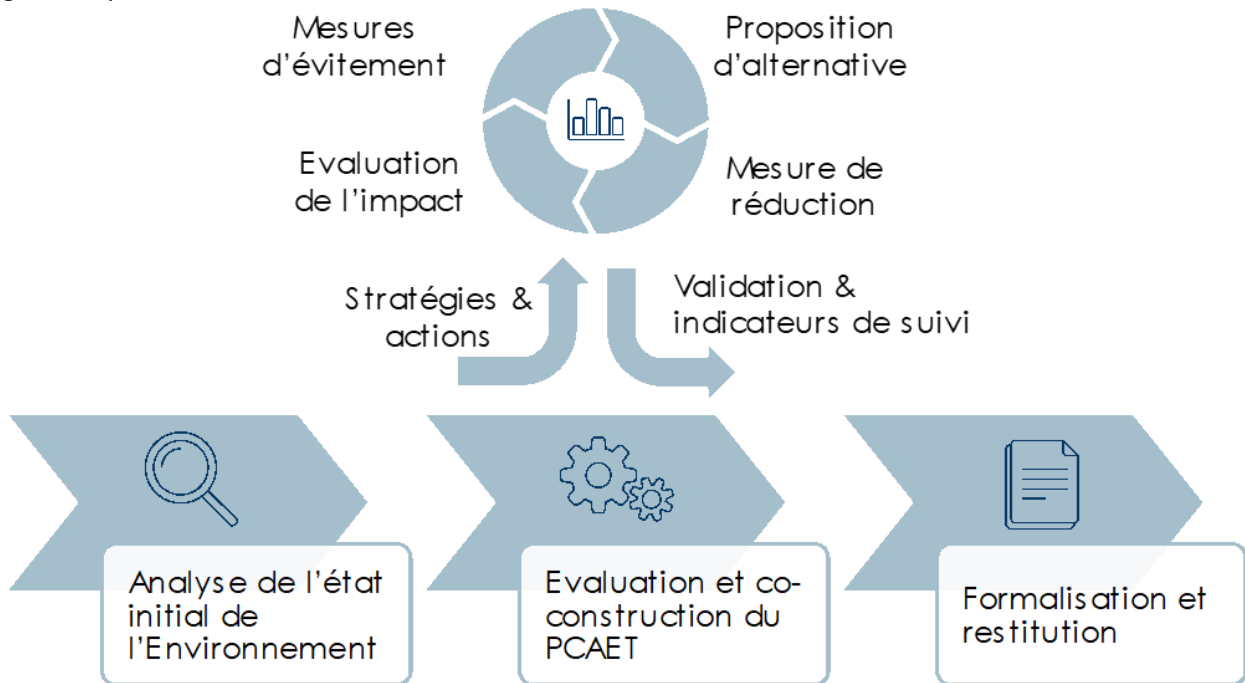 Mesures
d'évitement
Proposition
d'alternative
Evaluation
de l'impact
Mesure de
réduction
Stratégies &
actions
Validation &
indicateurs de suivi
Analyse de l'état
initial de
l'Environnement
Evaluation et co-
construction du
PCAET
Formalisation et
restitution